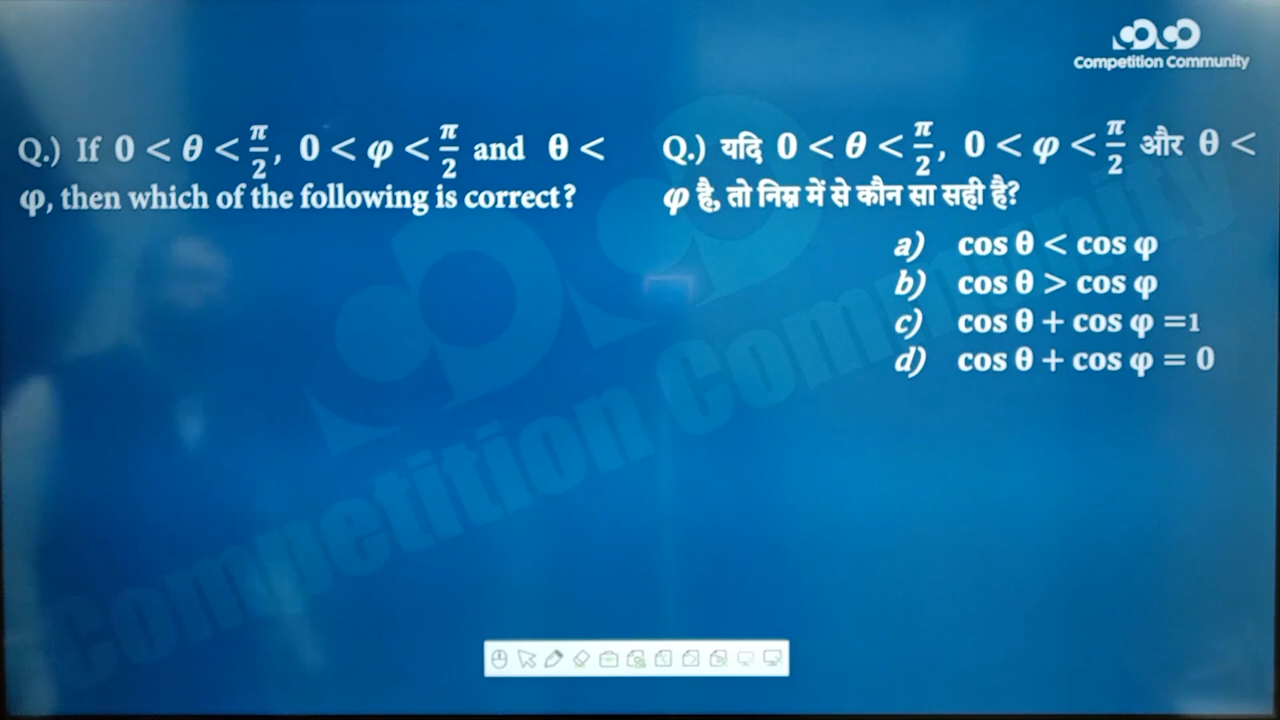 Competition Community
Q.) If 0 < θ < π/2, 0 < φ < π/2 and θ <
φ, then which of the following is correct?
Q.) यदि 0 < θ < π/2, 0 < φ < π/2 और θ <
φ है, तो निम्न में से कौन सा सही है?
a) cos θ < cos φ
b) cos θ > cos φ
c) cos θ + cos φ =1
d) cos θ + cos φ = 0
Competition Community